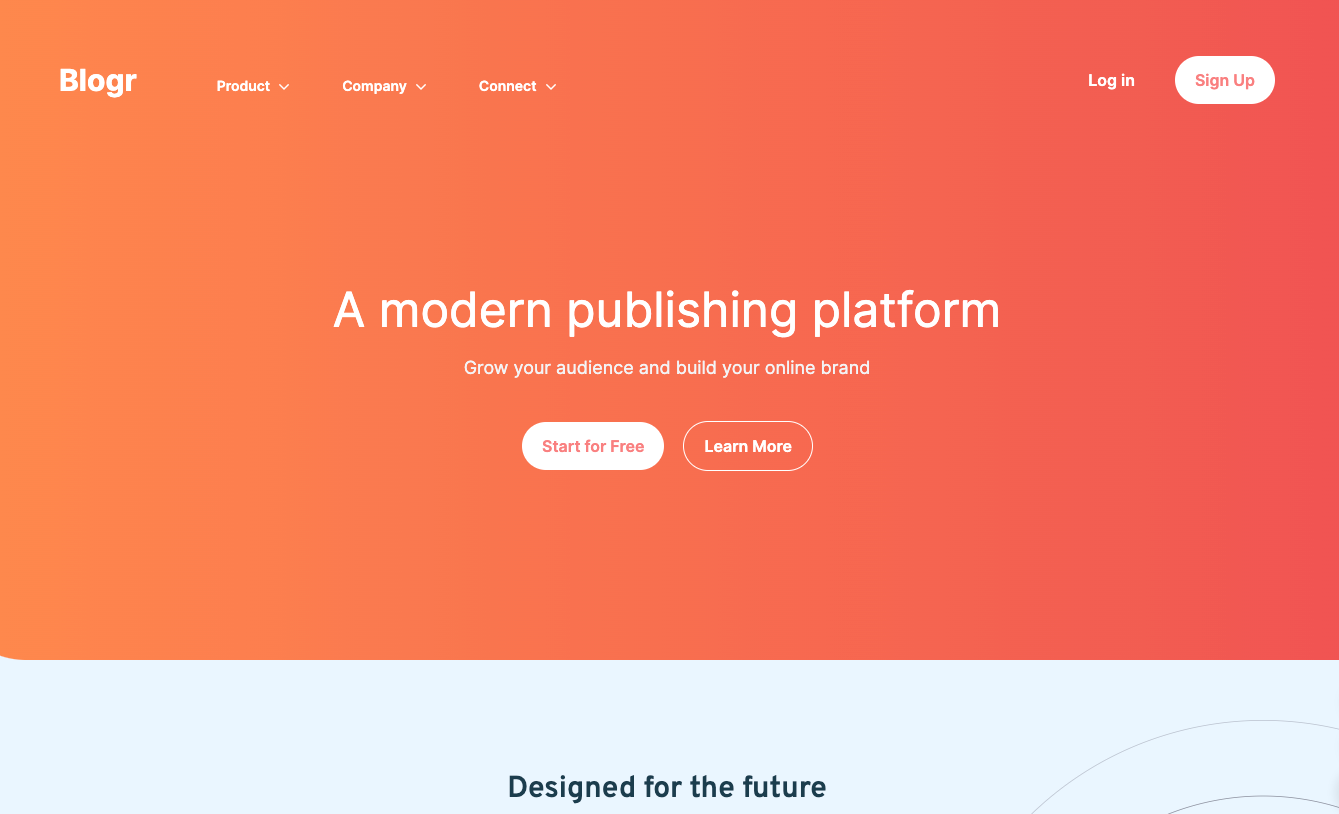 Blogr
Product
Company
Connect
Log in
Sign Up
A modern publishing platform
Grow your audience and build your online brand
Start for Free
Learn More
Designed for the future